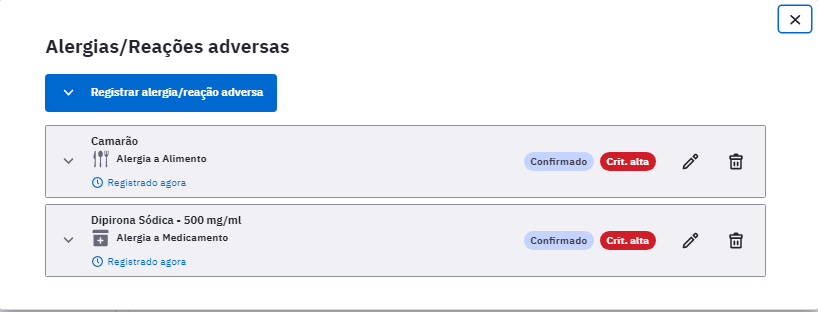 Alergias/Reações adversas
Registrar alergia/reação adversa
Camarão
Alergia a Alimento
Confirmado Crit. alta
Registrado agora
Dipirona Sódica - 500 mg/ml
Alergia a Medicamento
Confirmado Crit. alta
Registrado agora